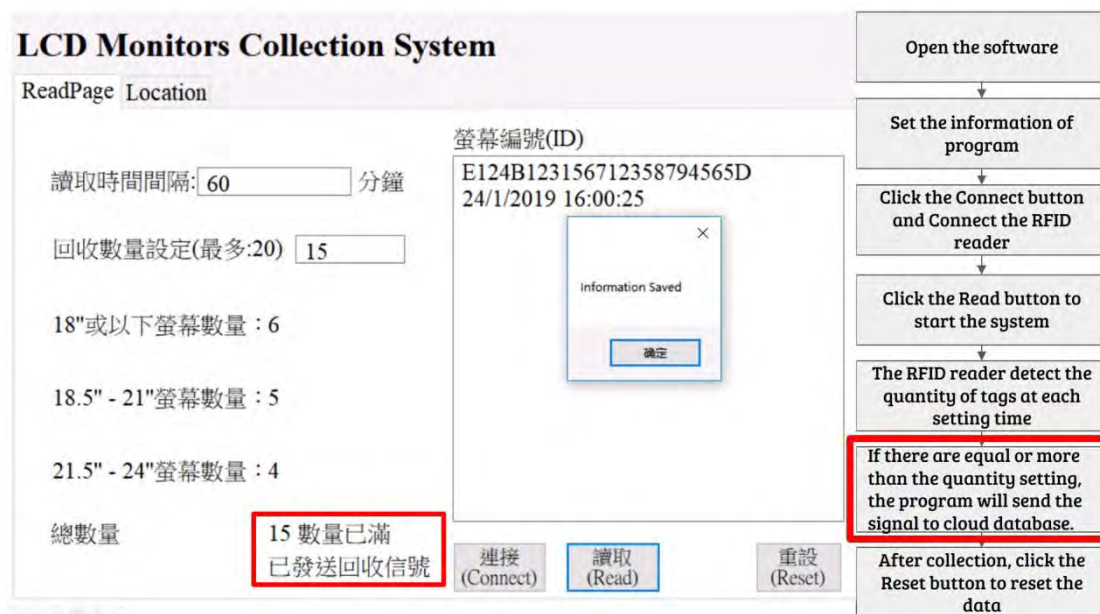 LCD Monitors Collection System
ReadPage Location
讀取時間間隔: 60 分鐘
回收數量設定(最多:20) 15
18"或以下螢幕數量：6
18.5" - 21"螢幕數量：5
21.5" - 24"螢幕數量：4
總數量
15 數量已滿
已發送回收信號
螢幕編號(ID)
E124B123156712358794565D
24/1/2019 16:00:25
Information Saved
确定
連接
(Connect)
讀取
(Read)
重設
(Reset)
Open the software
Set the information of
program
Click the Connect button
and Connect the RFID
reader
Click the Read button to
start the system
The RFID reader detect the
quantity of tags at each
setting time
If there are equal or more
than the quantity setting,
the program will send the
signal to cloud database.
After collection, click the
Reset button to reset the
data